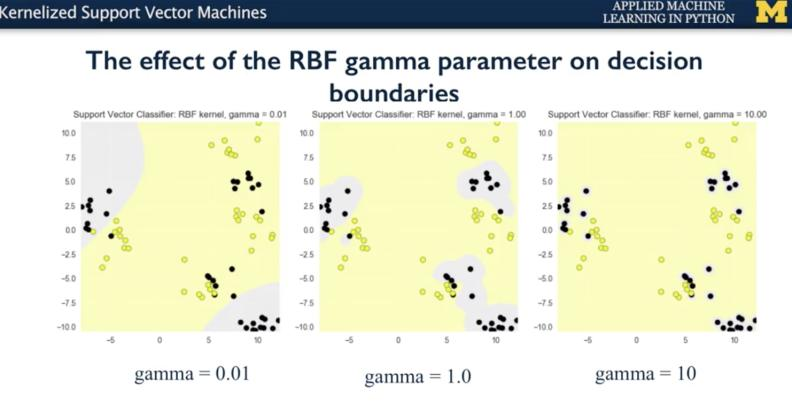 Kernelized Support Vector Machines
APPLIED MACHINE
LEARNING IN PYTHON
M
The effect of the RBF gamma parameter on decision
boundaries
Support Vector Classifier: RBF kernel, gamma = 0.01
10.0
7.5
5.0
2.5
0.0
−2.5
−5.0
−7.5
−10.0
−5 0 5 10
Support Vector Classifier: RBF kernel, gamma = 1.00
10.0
7.5
5.0
2.5
0.0
−2.5
−5.0
−7.5
−10.0
−5 0 5 10
Support Vector Classifier: RBF kernel, gamma = 10.00
10.0
7.5
5.0
2.5
0.0
−2.5
−5.0
−7.5
−10.0
−5 0 5 10
gamma = 0.01
gamma = 1.0
gamma = 10